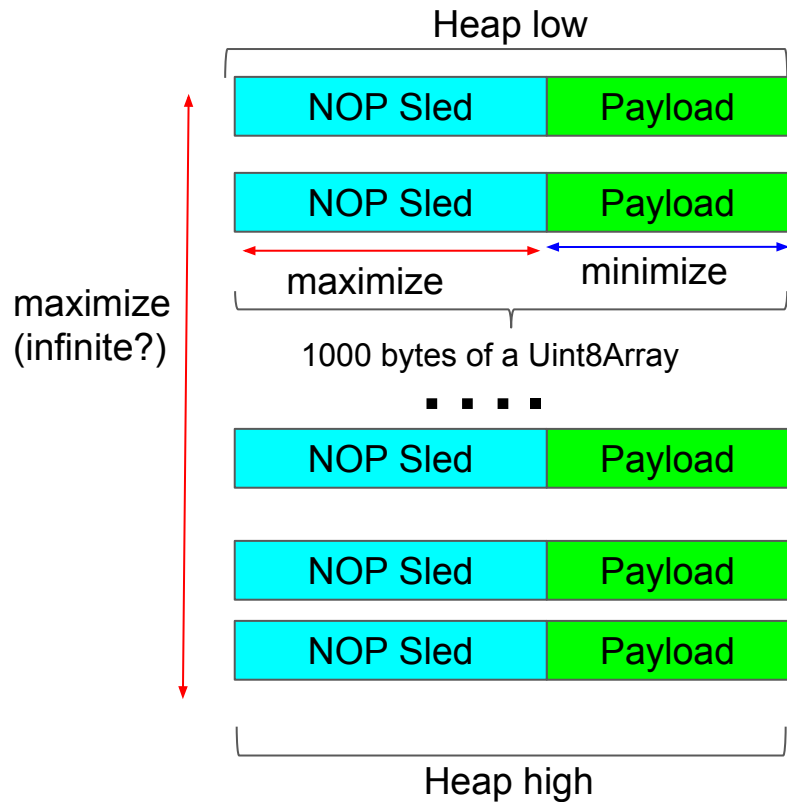 Heap low
NOP Sled Payload
NOP Sled Payload
maximize minimize
maximize
(infinite?)
1000 bytes of a Uint8Array
NOP Sled Payload
NOP Sled Payload
NOP Sled Payload
Heap high